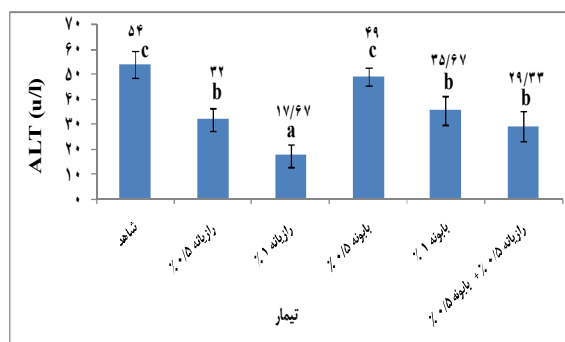 ALT (u/l)
۷۰
۶۰
۵۰
۴۰
۳۰
۲۰
۱۰
۰
۵۴
c
۳۲
b
۱۷/۶۷
a
۴۹
c
۳۵/۶۷
b
۲۹/۳۳
b
شاهد
رازیانه ۰/۵٪
رازیانه ۱٪
بابونه ۰/۵٪
بابونه ۱٪
رازیانه ۰/۵٪ + بابونه ۰/۵٪
تیمار